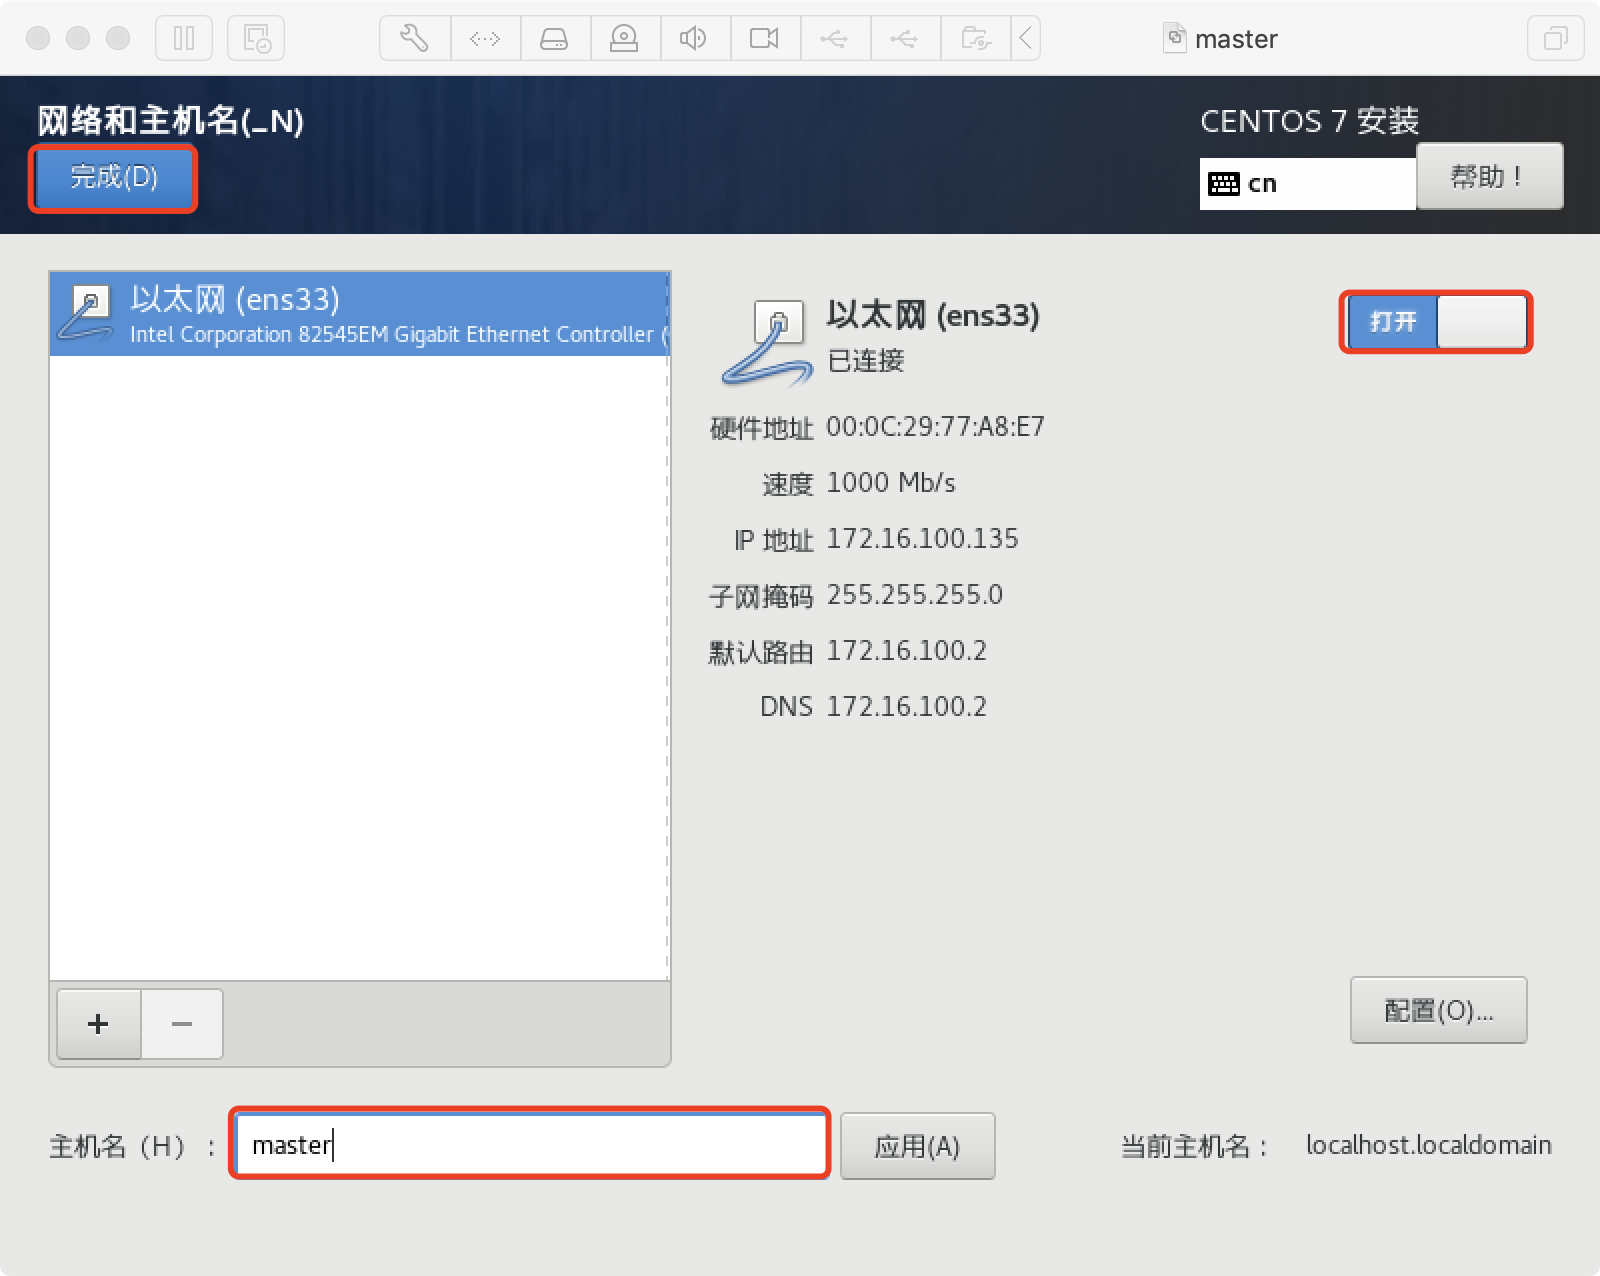 master
网络和主机名(_N)
CENTOS 7 安装
完成(D)
cn
帮助！
以太网 (ens33)
Intel Corporation 82545EM Gigabit Ethernet Controller (
以太网 (ens33)
已连接
打开
硬件地址 00:0C:29:77:A8:E7
速度 1000 Mb/s
IP 地址 172.16.100.135
子网掩码 255.255.255.0
默认路由 172.16.100.2
DNS 172.16.100.2
+ −
配置(O)...
主机名（H）：
master
应用(A)
当前主机名： localhost.localdomain